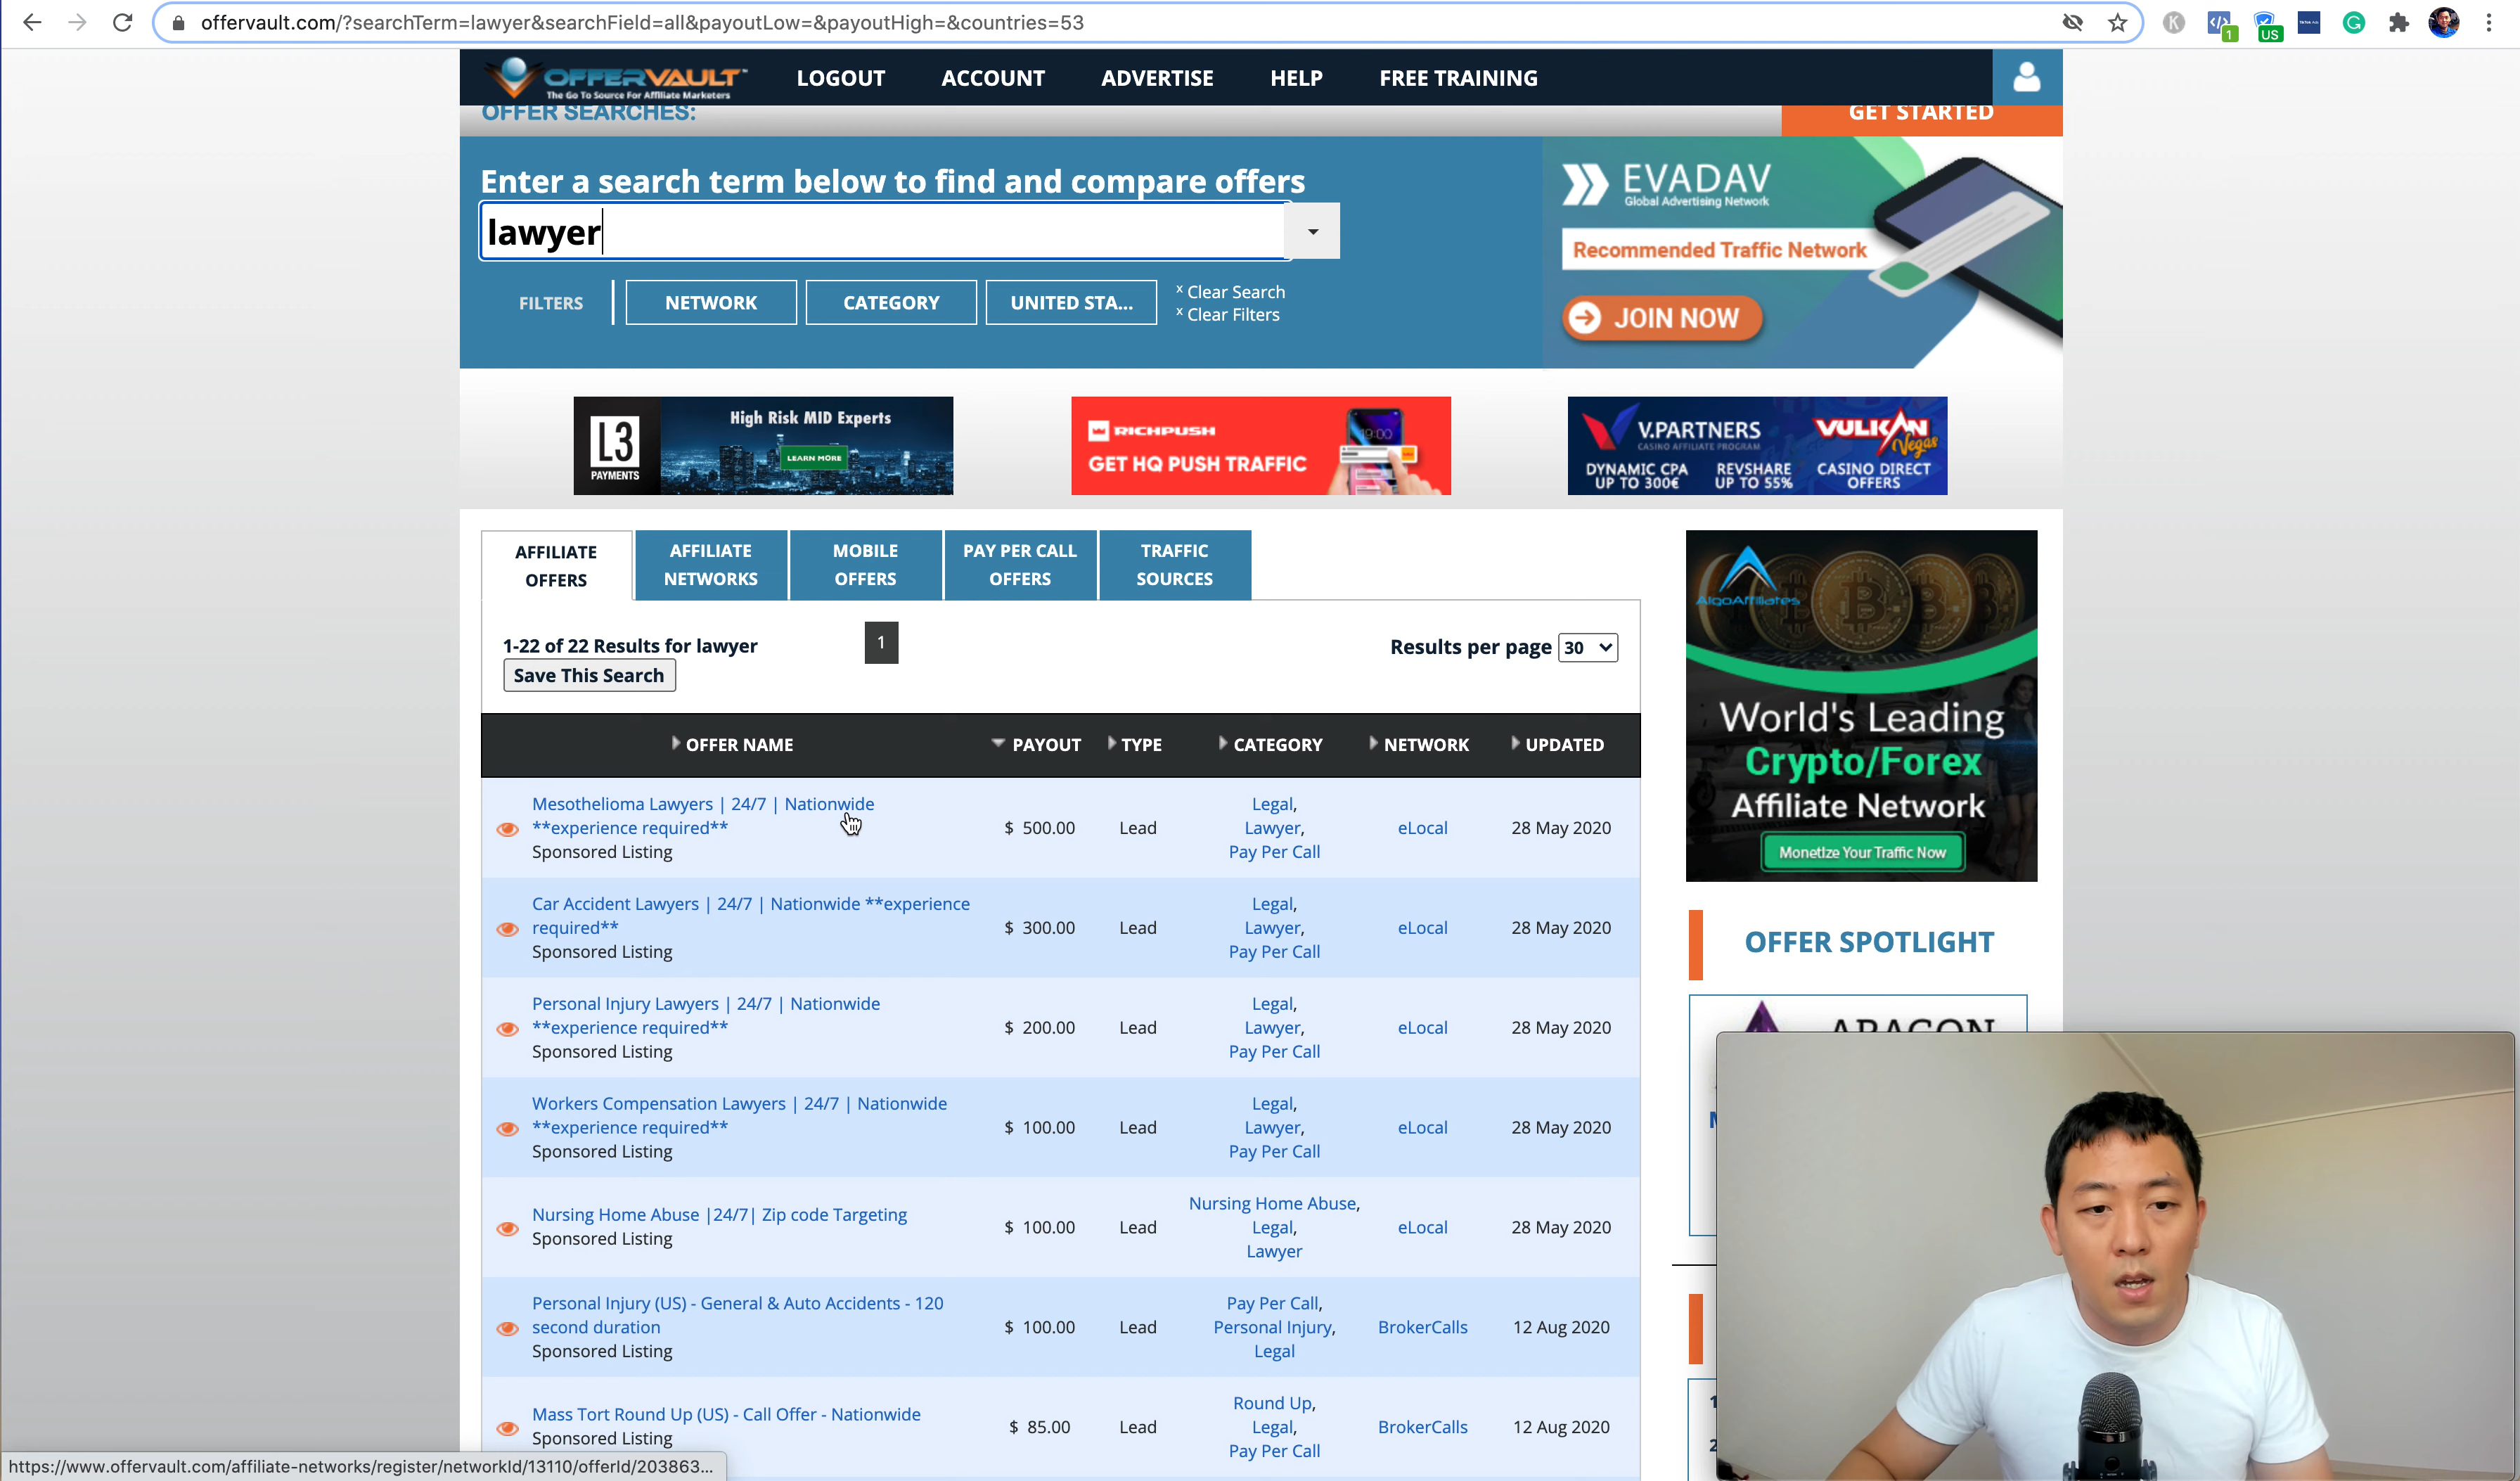 offervault.com/?searchTerm=lawyer&searchField=all&payoutLow=&payoutHigh=&countries=53
1
US
OFFERVAULT™
The Go To Source For Affiliate Marketers
LOGOUT
ACCOUNT
ADVERTISE
HELP
FREE TRAINING
OFFER SEARCHES:
GET STARTED
Enter a search term below to find and compare offers
lawyer
FILTERS
NETWORK
CATEGORY
UNITED STA...
x Clear Search
x Clear Filters
EVADAV
Global Advertising Network
Recommended Traffic Network
JOIN NOW
L3
PAYMENTS
High Risk MID Experts
LEARN MORE
RICHPUSH
GET HQ PUSH TRAFFIC
19:00
V.PARTNERS
CASINO AFFILIATE PROGRAM
VULKAN
Vegas
DYNAMIC CPA
UP TO 300€
REVSHARE
UP TO 55%
CASINO DIRECT
OFFERS
AFFILIATE
OFFERS
AFFILIATE
NETWORKS
MOBILE
OFFERS
PAY PER CALL
OFFERS
TRAFFIC
SOURCES
1-22 of 22 Results for lawyer
1
Results per page 30
Save This Search
OFFER NAME PAYOUT TYPE CATEGORY NETWORK UPDATED
Mesothelioma Lawyers | 24/7 | Nationwide
**experience required**
Sponsored Listing
$ 500.00
Lead
Legal,
Lawyer,
Pay Per Call
eLocal
28 May 2020
Car Accident Lawyers | 24/7 | Nationwide **experience
required**
Sponsored Listing
$ 300.00
Lead
Legal,
Lawyer,
Pay Per Call
eLocal
28 May 2020
Personal Injury Lawyers | 24/7 | Nationwide
**experience required**
Sponsored Listing
$ 200.00
Lead
Legal,
Lawyer,
Pay Per Call
eLocal
28 May 2020
Workers Compensation Lawyers | 24/7 | Nationwide
**experience required**
Sponsored Listing
$ 100.00
Lead
Legal,
Lawyer,
Pay Per Call
eLocal
28 May 2020
Nursing Home Abuse |24/7| Zip code Targeting
Sponsored Listing
$ 100.00
Lead
Nursing Home Abuse,
Legal,
Lawyer
eLocal
28 May 2020
Personal Injury (US) - General & Auto Accidents - 120
second duration
Sponsored Listing
$ 100.00
Lead
Pay Per Call,
Personal Injury,
Legal
BrokerCalls
12 Aug 2020
Mass Tort Round Up (US) - Call Offer - Nationwide
Sponsored Listing
$ 85.00
Lead
Round Up,
Legal,
Pay Per Call
BrokerCalls
12 Aug 2020
AlgoAffiliates
World's Leading
Crypto/Forex
Affiliate Network
Monetize Your Traffic Now
OFFER SPOTLIGHT
https://www.offervault.com/affiliate-networks/register/networkId/13110/offerId/203863...